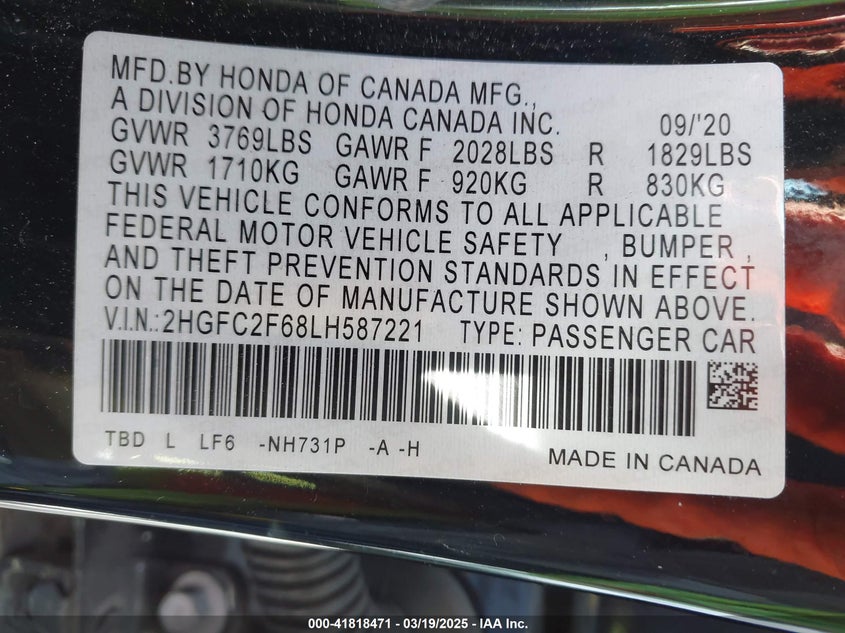 MFD.BY HONDA OF CANADA MFG.,
A DIVISION OF HONDA CANADA INC. 09/'20
GVWR 3769LBS GAWR F 2028LBS R 1829LBS
GVWR 1710KG GAWR F 920KG R 830KG
THIS VEHICLE CONFORMS TO ALL APPLICABLE
FEDERAL MOTOR VEHICLE SAFETY , BUMPER ,
AND THEFT PREVENTION STANDARDS IN EFFECT
ON THE DATE OF MANUFACTURE SHOWN ABOVE.
V.I.N.:2HGFC2F68LH587221 TYPE: PASSENGER CAR
TBD L LF6 -NH731P -A -H
MADE IN CANADA
000-41818471 — 03/19/2025 — IAA Inc.